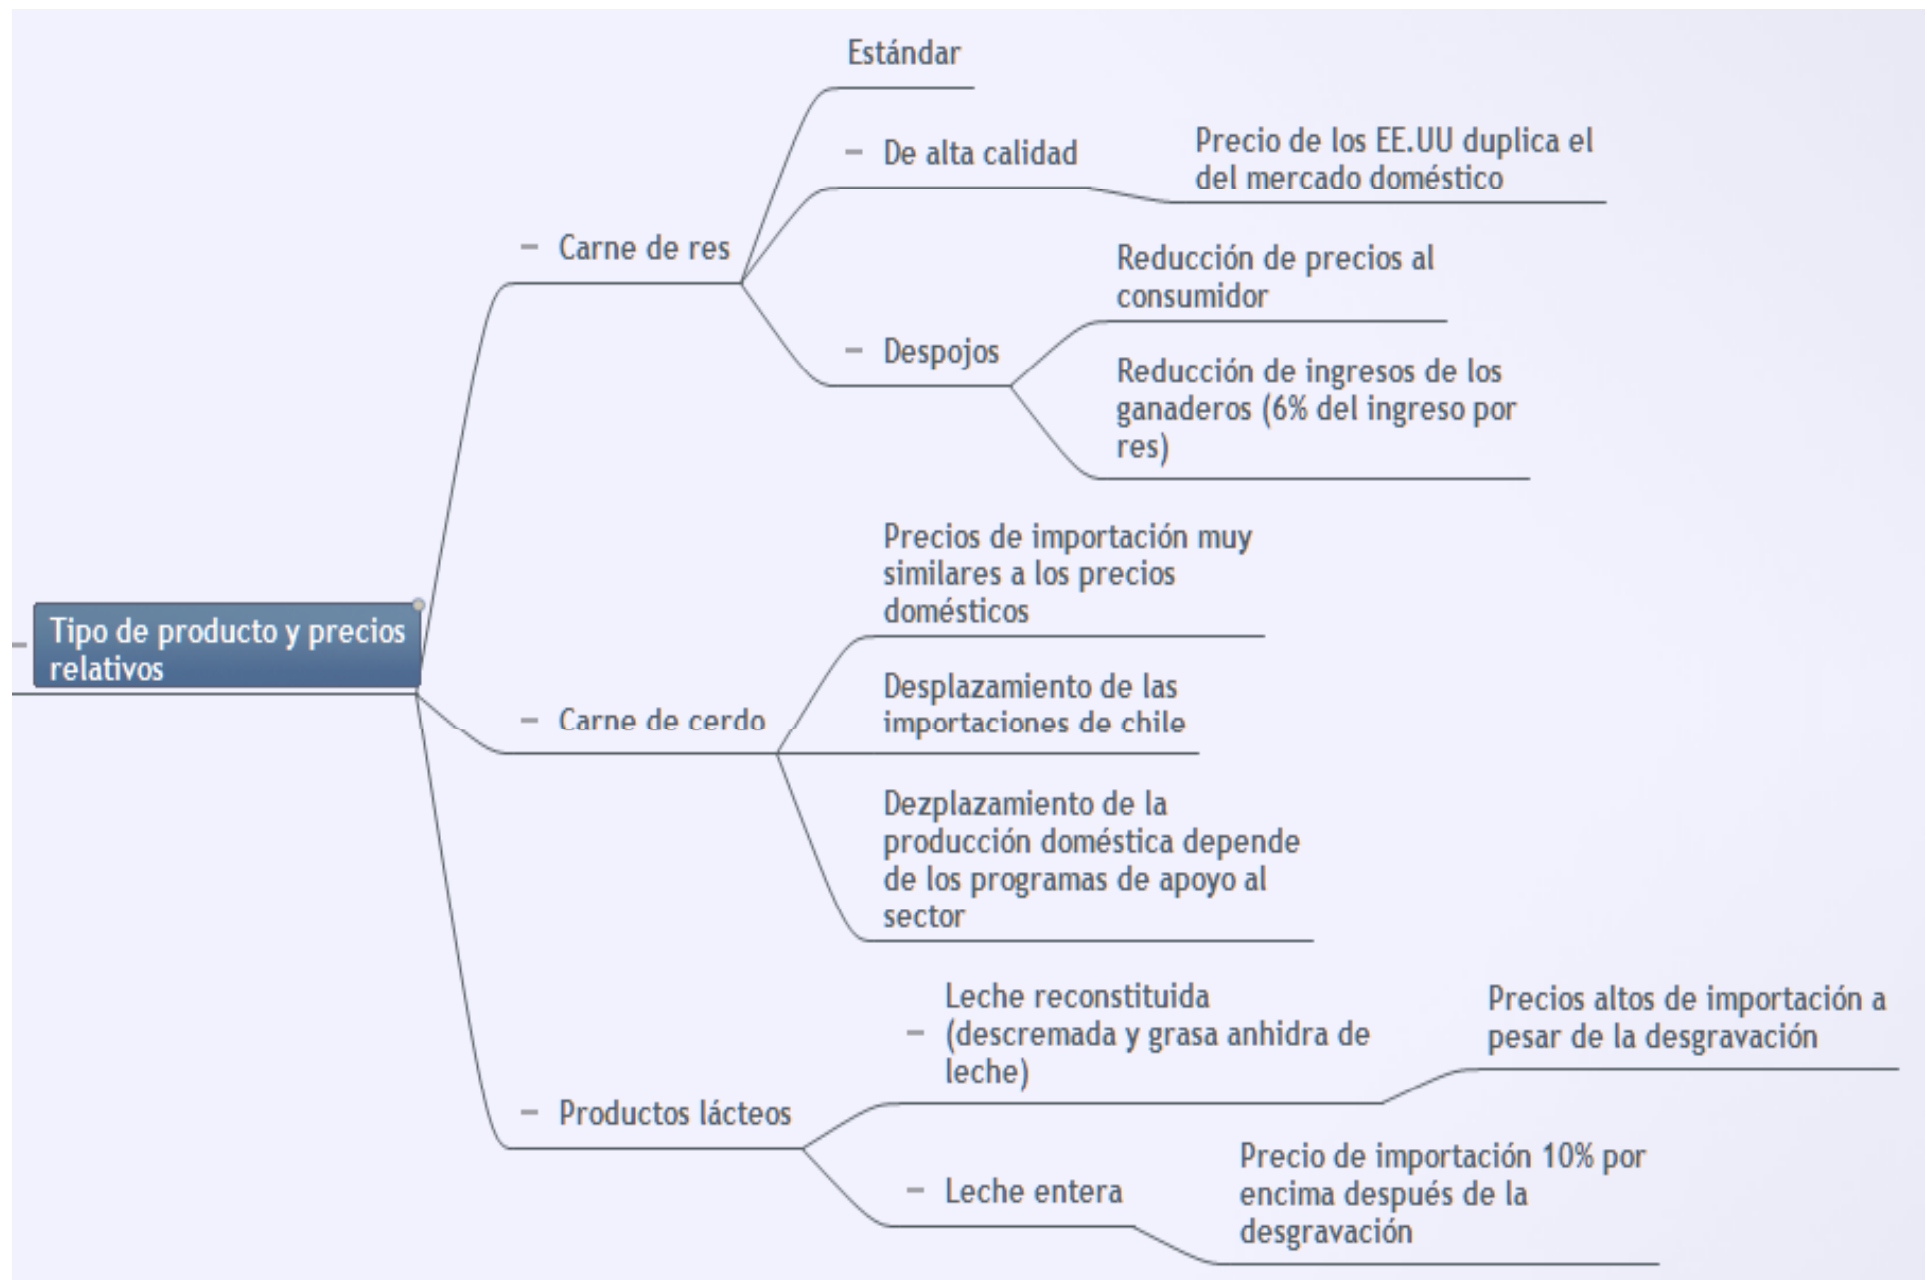 Estándar
De alta calidad
Precio de los EE.UU duplica el
del mercado doméstico
Carne de res
Reducción de precios al
consumidor
Despojos
Reducción de ingresos de los
ganaderos (6% del ingreso por
res)
Tipo de producto y precios
relativos
Precios de importación muy
similares a los precios
domésticos
Carne de cerdo
Desplazamiento de las
importaciones de chile
Dezplazamiento de la
producción doméstica depende
de los programas de apoyo al
sector
Productos lácteos
Leche reconstituida
(descremada y grasa anhidra de
leche)
Precios altos de importación a
pesar de la desgravación
Leche entera
Precio de importación 10% por
encima después de la
desgravación